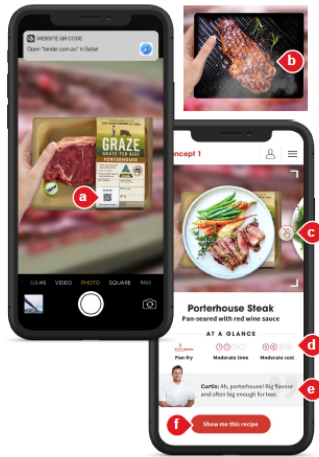 WEBSITE QR CODE
Open "tender.com.au" in Safari
GRAZE
GRASS-FED BEEF
PORTERHOUSE
a
VIDEO PHOTO SQUARE
b
oncept 1
c
Porterhouse Steak
Pan-seared with red wine sauce
AT A GLANCE
d
Pan-fry Moderate time Moderate cost
Curtis: Ah, porterhouse! Big flavour
and often big enough for two.
e
f
Show me this recipe